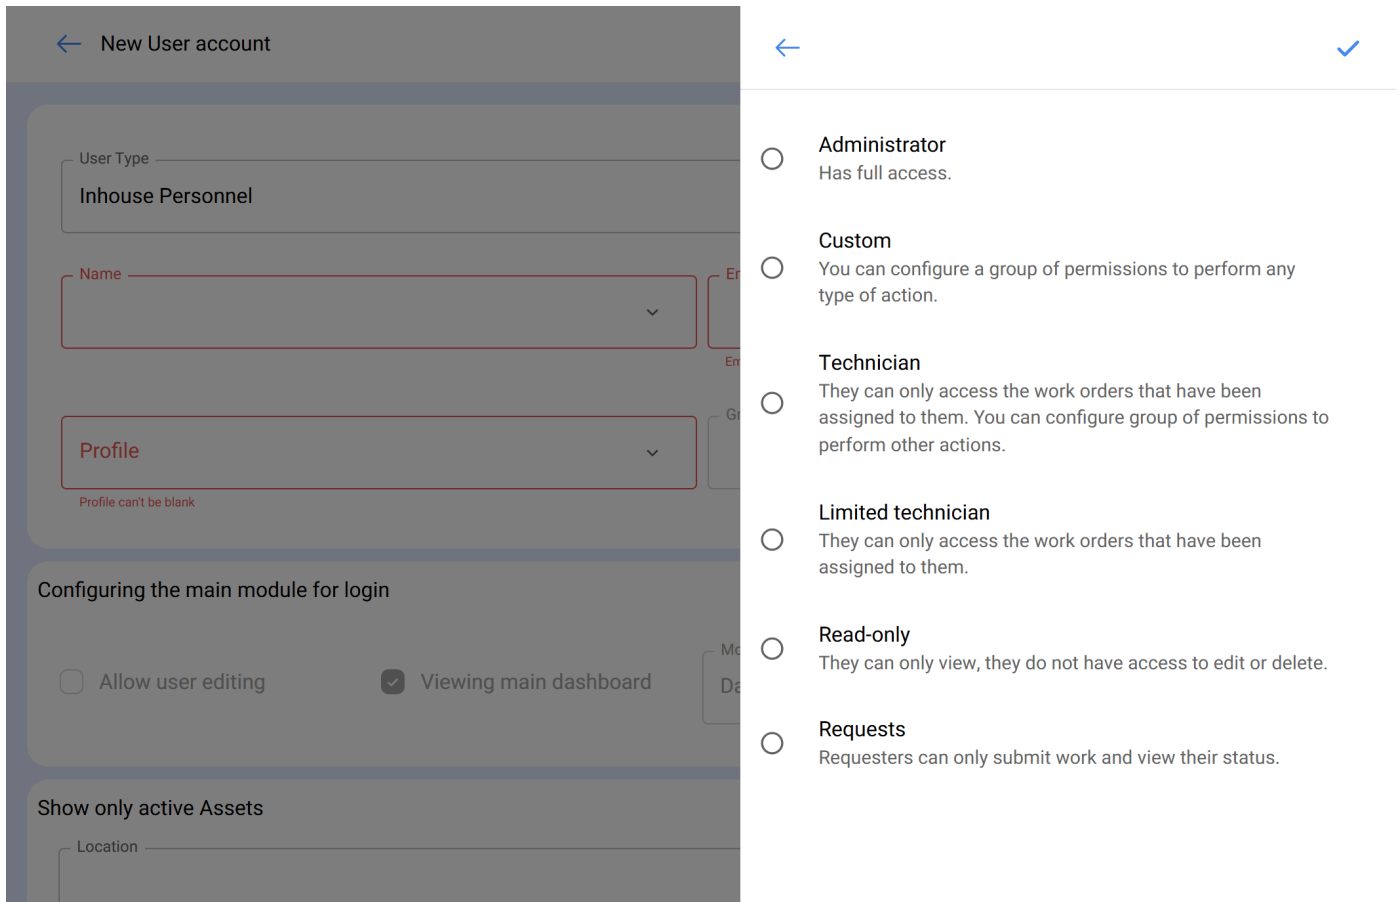 New User account
User Type
Inhouse Personnel
Name
Profile
Profile can't be blank
Configuring the main module for login
Allow user editing
Viewing main dashboard
Show only active Assets
Location
Administrator
Has full access.
Custom
You can configure a group of permissions to perform any
type of action.
Technician
They can only access the work orders that have been
assigned to them. You can configure group of permissions to
perform other actions.
Limited technician
They can only access the work orders that have been
assigned to them.
Read-only
They can only view, they do not have access to edit or delete.
Requests
Requesters can only submit work and view their status.